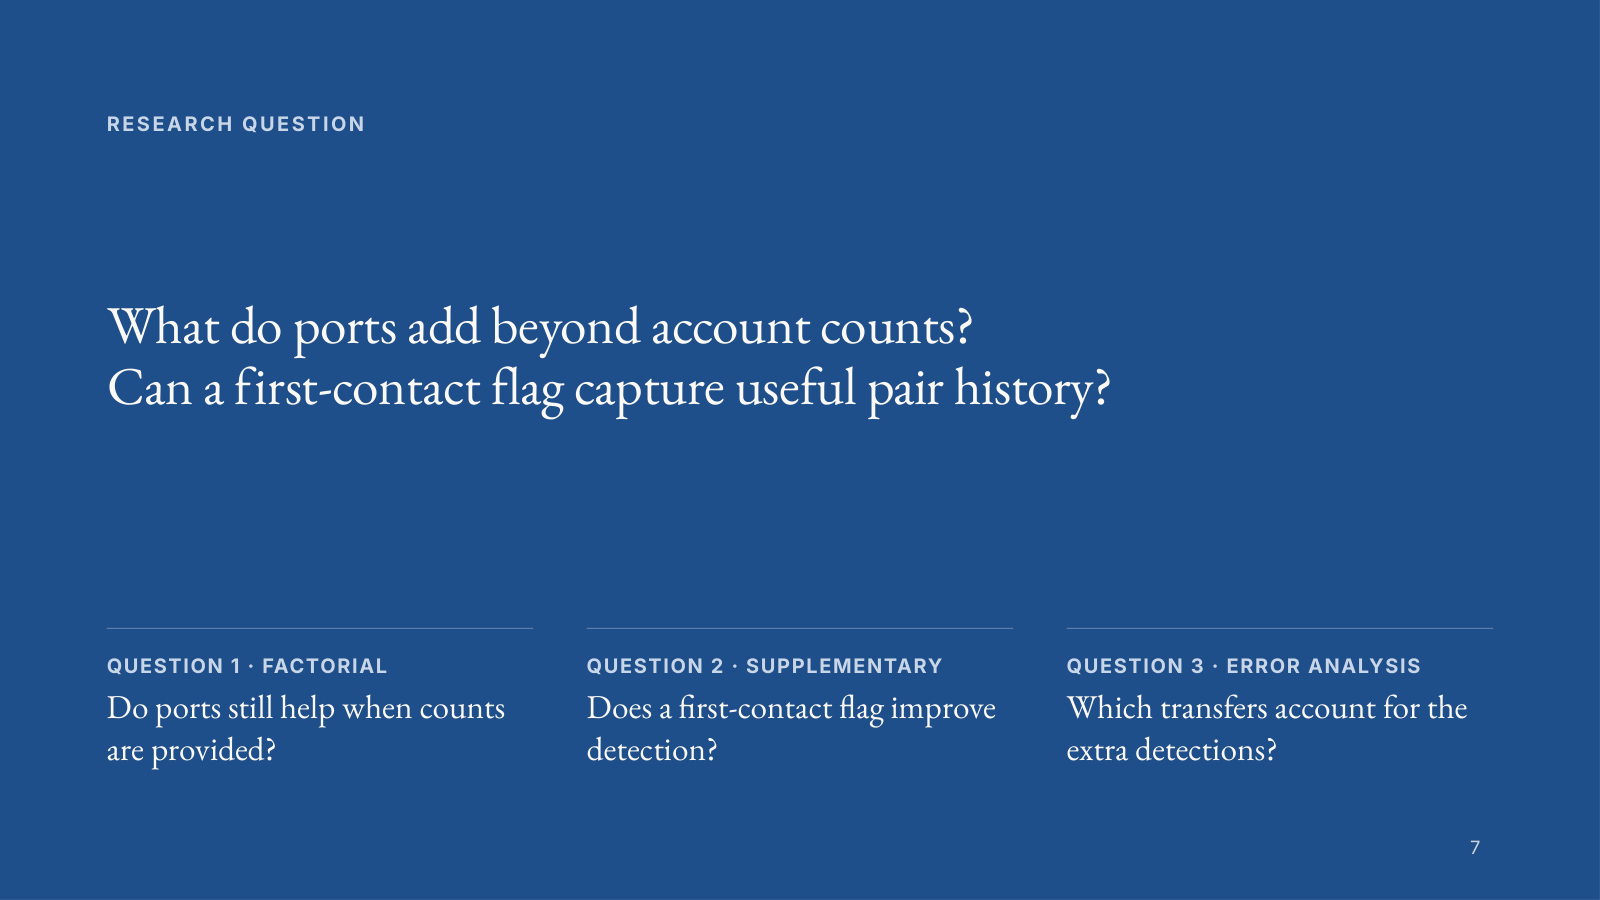 RESEARCH QUESTION
What do ports add beyond account counts?
Can a first-contact flag capture useful pair history?
QUESTION 1 · FACTORIAL
Do ports still help when counts
are provided?
QUESTION 2 · SUPPLEMENTARY
Does a first-contact flag improve
detection?
QUESTION 3 · ERROR ANALYSIS
Which transfers account for the
extra detections?
7